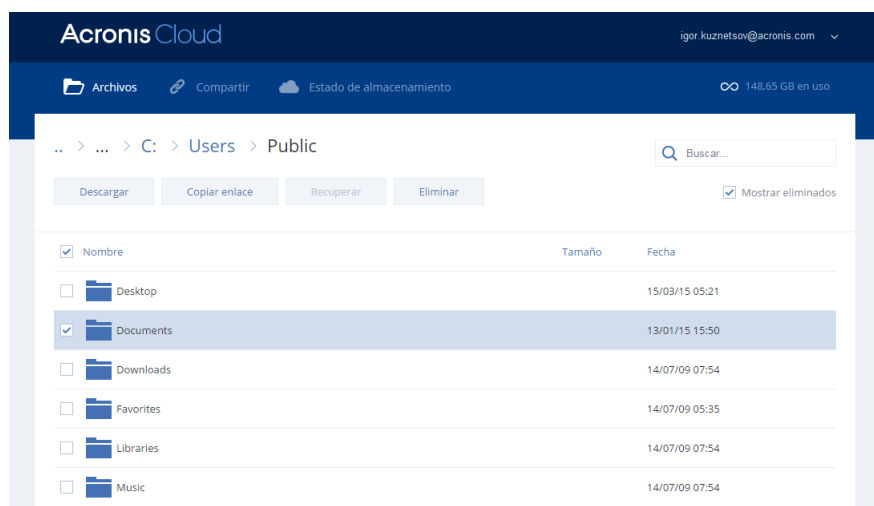 Acronis Cloud
igor.kuznetsov@acronis.com
Archivos Compartir Estado de almacenamiento 148,65 GB en uso
.. > ... > C: > Users > Public
Buscar...
Descargar Copiar enlace Recuperar Eliminar Mostrar eliminados
Nombre Tamaño Fecha
Desktop 15/03/15 05:21
Documents 13/01/15 15:50
Downloads 14/07/09 07:54
Favorites 14/07/09 05:35
Libraries 14/07/09 07:54
Music 14/07/09 07:54